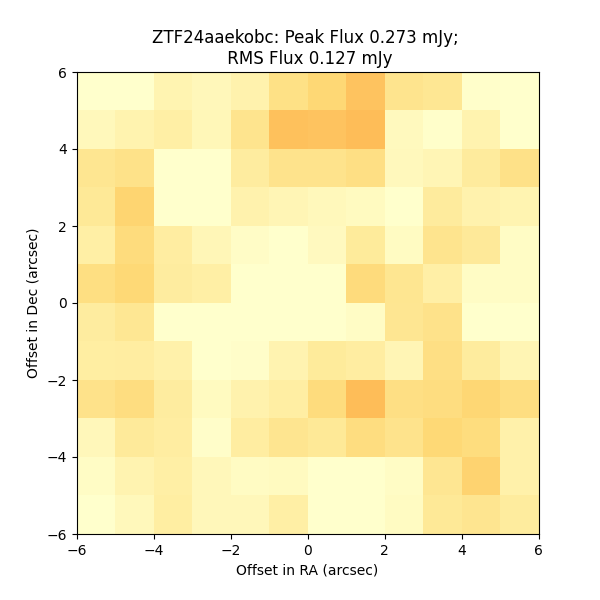 ZTF24aaekobc: Peak Flux 0.273 mJy;
RMS Flux 0.127 mJy
6
4
2
0
−2
−4
−6
Offset in Dec (arcsec)
−6 −4 −2 0 2 4 6
Offset in RA (arcsec)